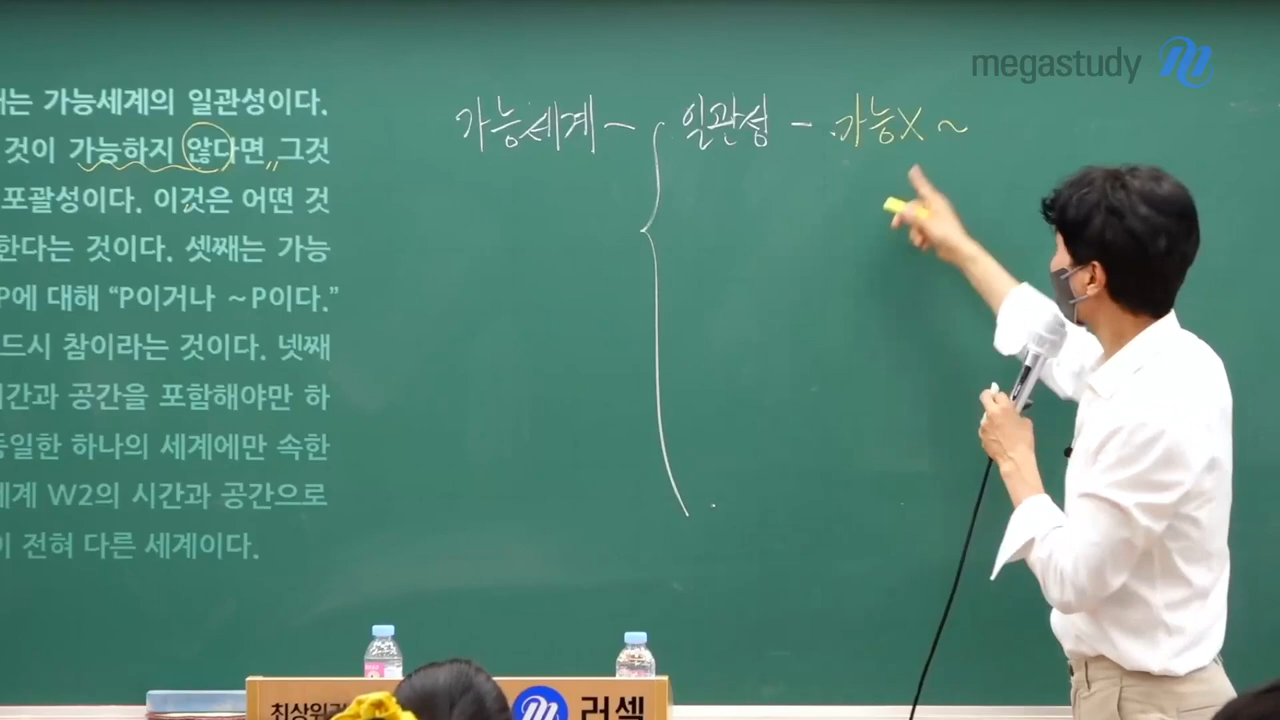 megastudy
는 가능세계의 일관성이다.
것이 가능하지 않다면, 그것
포괄성이다. 이것은 어떤 것
한다는 것이다. 셋째는 가능
P에 대해 “P이거나 ~P이다.”
드시 참이라는 것이다. 넷째
간과 공간을 포함해야만 하
동일한 하나의 세계에만 속한
세계 W2의 시간과 공간으로
전혀 다른 세계이다.
가능세계~ { 일관성 - 가능X ~
러셀